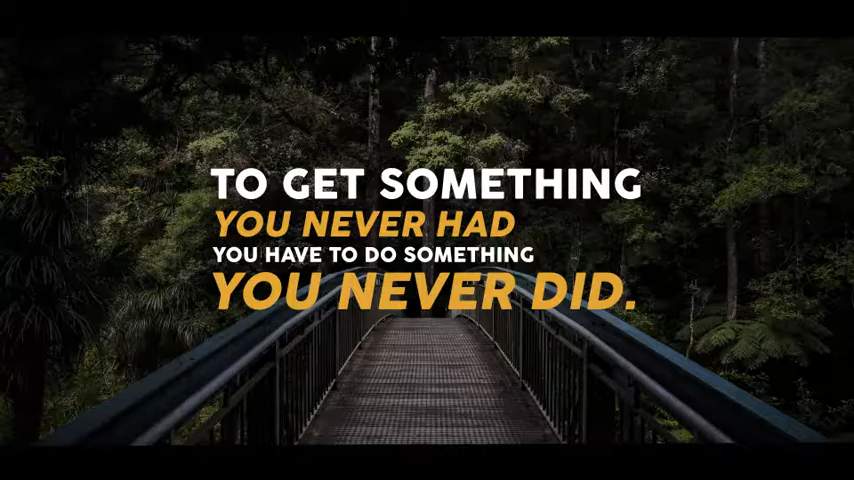 TO GET SOMETHING
YOU NEVER HAD
YOU HAVE TO DO SOMETHING
YOU NEVER DID.